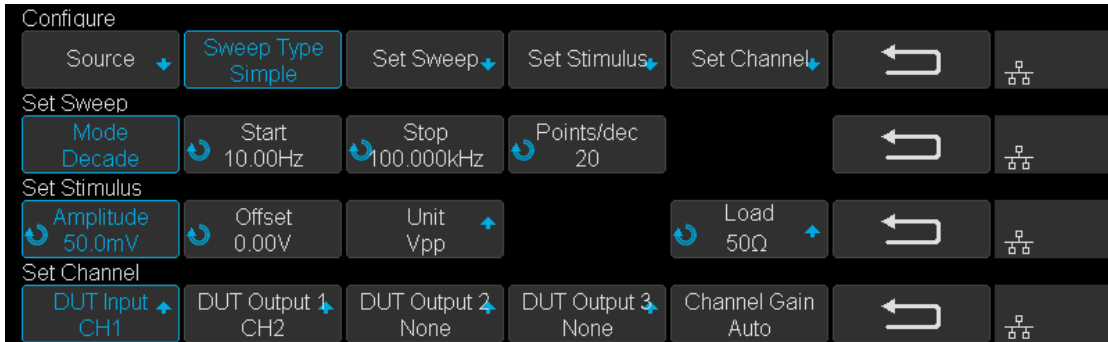 Configure
Source
Sweep Type
Simple
Set Sweep
Set Stimulus
Set Channel
Set Sweep
Mode
Decade
Start
10.00Hz
Stop
100.000kHz
Points/dec
20
Set Stimulus
Amplitude
50.0mV
Offset
0.00V
Unit
Vpp
Load
50Ω
Set Channel
DUT Input
CH1
DUT Output 1
CH2
DUT Output 2
None
DUT Output 3
None
Channel Gain
Auto